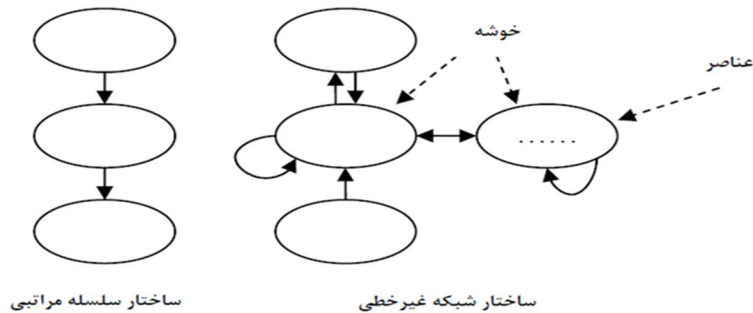 خوشه
عناصر
......
ساختار سلسله مراتبی
ساختار شبکه غیرخطی